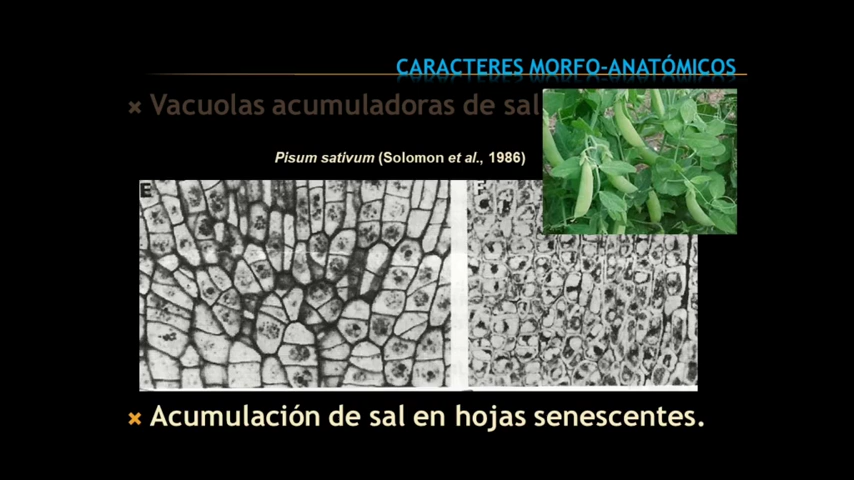 CARACTERES MORFO-ANATÓMICOS
× Vacuolas acumuladoras de sal
Pisum sativum (Solomon et al., 1986)
E F
× Acumulación de sal en hojas senescentes.